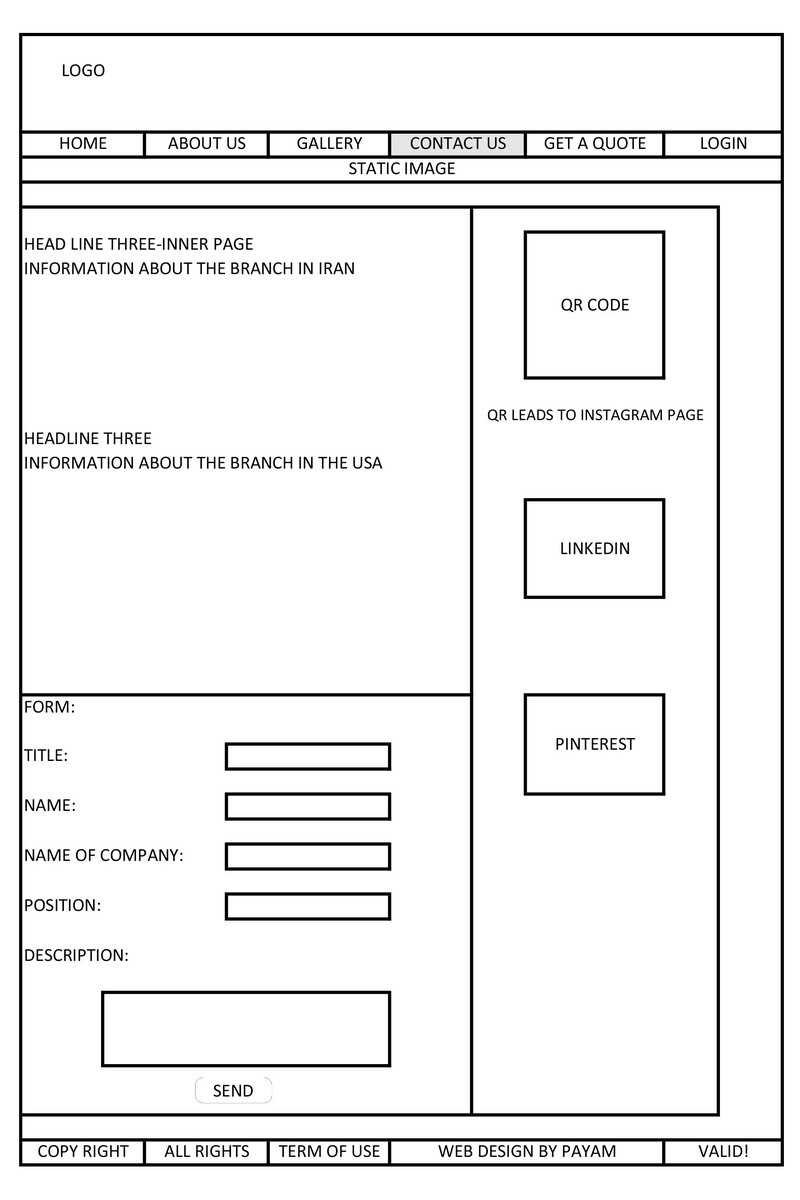 LOGO
HOME ABOUT US GALLERY CONTACT US GET A QUOTE LOGIN
STATIC IMAGE
HEAD LINE THREE-INNER PAGE
INFORMATION ABOUT THE BRANCH IN IRAN
HEADLINE THREE
INFORMATION ABOUT THE BRANCH IN THE USA
FORM:
TITLE:
NAME:
NAME OF COMPANY:
POSITION:
DESCRIPTION:
SEND
QR CODE
QR LEADS TO INSTAGRAM PAGE
LINKEDIN
PINTEREST
COPY RIGHT ALL RIGHTS TERM OF USE WEB DESIGN BY PAYAM VALID!